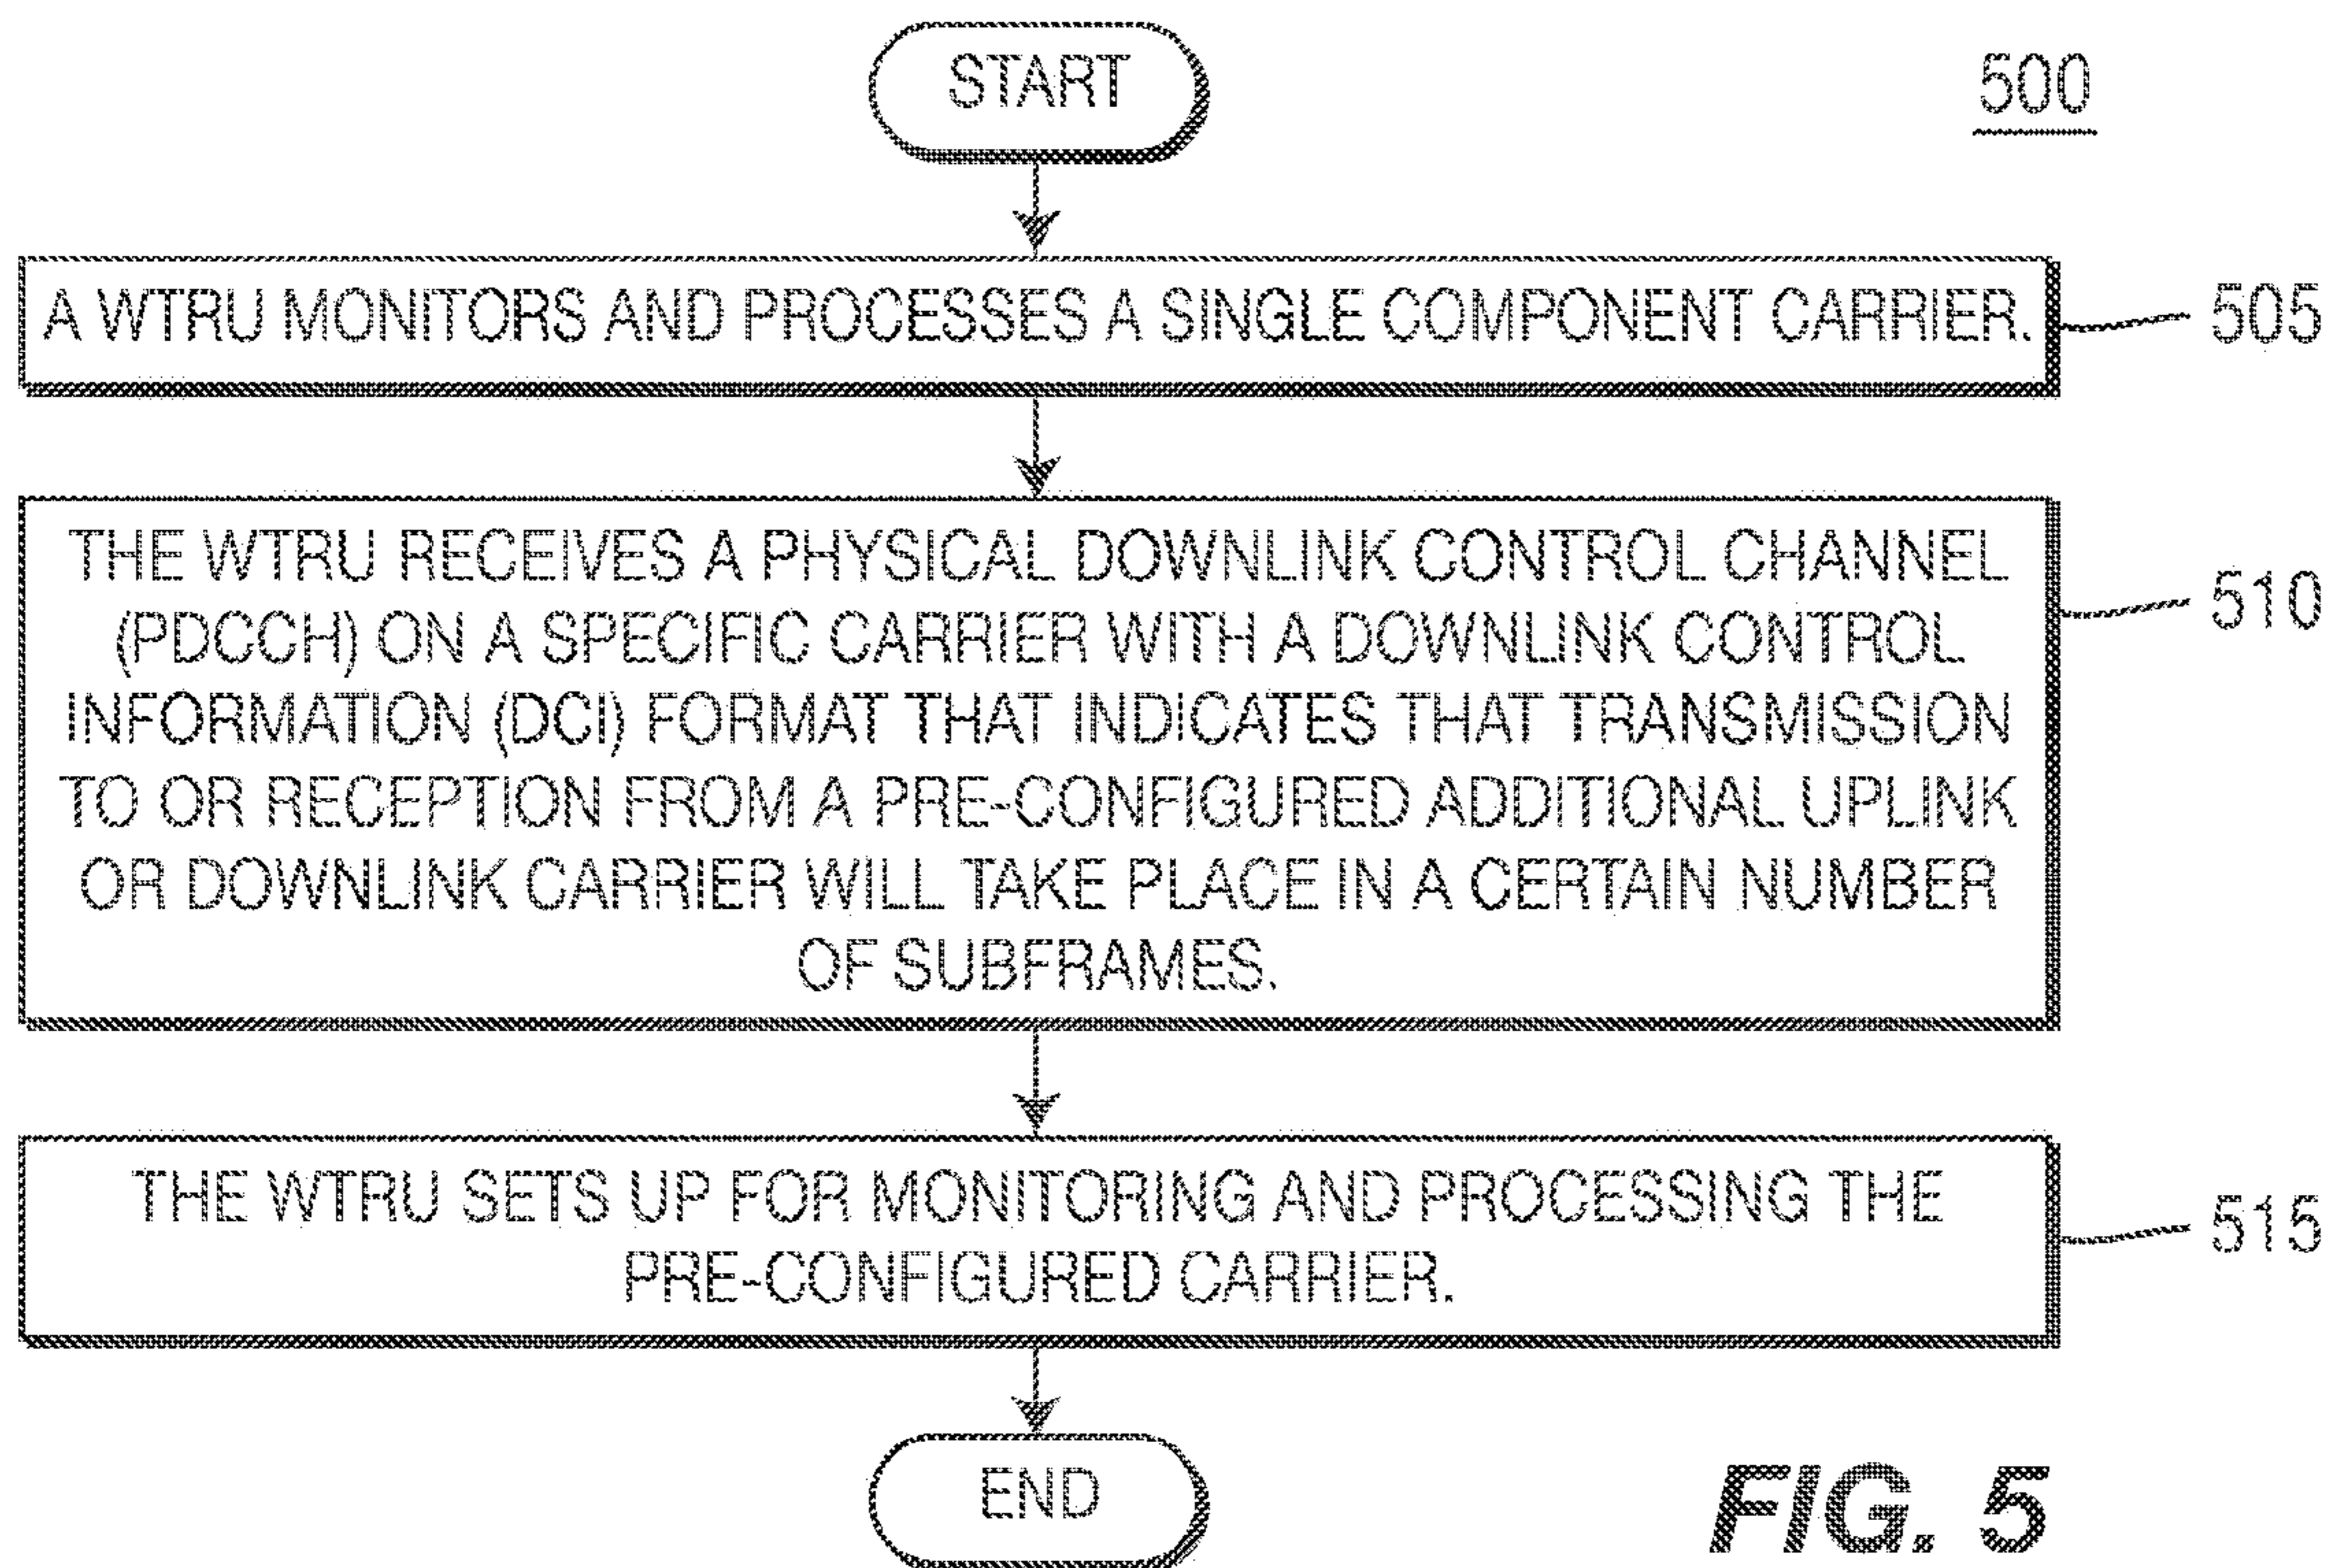 START
500
A WTRU MONITORS AND PROCESSES A SINGLE COMPONENT CARRIER.
505
THE WTRU RECEIVES A PHYSICAL DOWNLINK CONTROL CHANNEL
(PDCCH) ON A SPECIFIC CARRIER WITH A DOWNLINK CONTROL
INFORMATION (DCI) FORMAT THAT INDICATES THAT TRANSMISSION
TO OR RECEPTION FROM A PRE-CONFIGURED ADDITIONAL UPLINK
OR DOWNLINK CARRIER WILL TAKE PLACE IN A CERTAIN NUMBER
OF SUBFRAMES.
510
THE WTRU SETS UP FOR MONITORING AND PROCESSING THE
PRE-CONFIGURED CARRIER.
515
END
FIG. 5